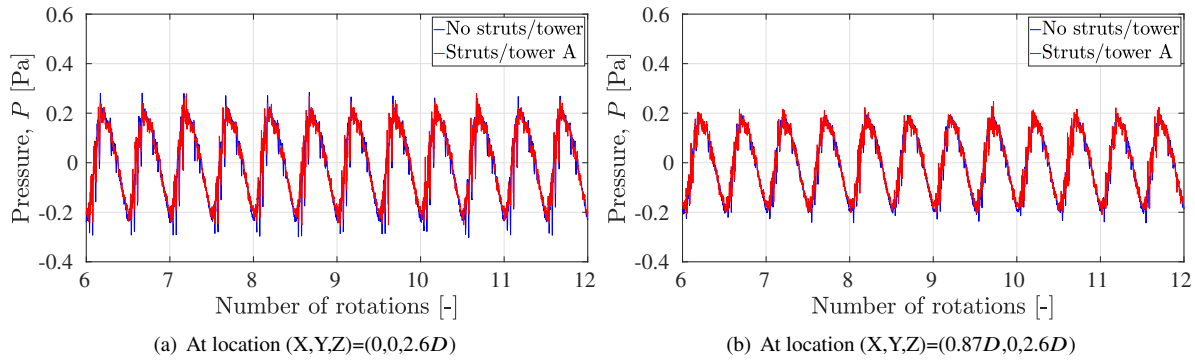 0.6
0.4
0.2
0
-0.2
-0.4
Pressure, P [Pa]
No struts/tower
Struts/tower A
6 7 8 9 10 11 12
Number of rotations [-]
(a) At location (X,Y,Z)=(0,0,2.6D)
0.6
0.4
0.2
0
-0.2
-0.4
Pressure, P [Pa]
No struts/tower
Struts/tower A
6 7 8 9 10 11 12
Number of rotations [-]
(b) At location (X,Y,Z)=(0.87D,0,2.6D)